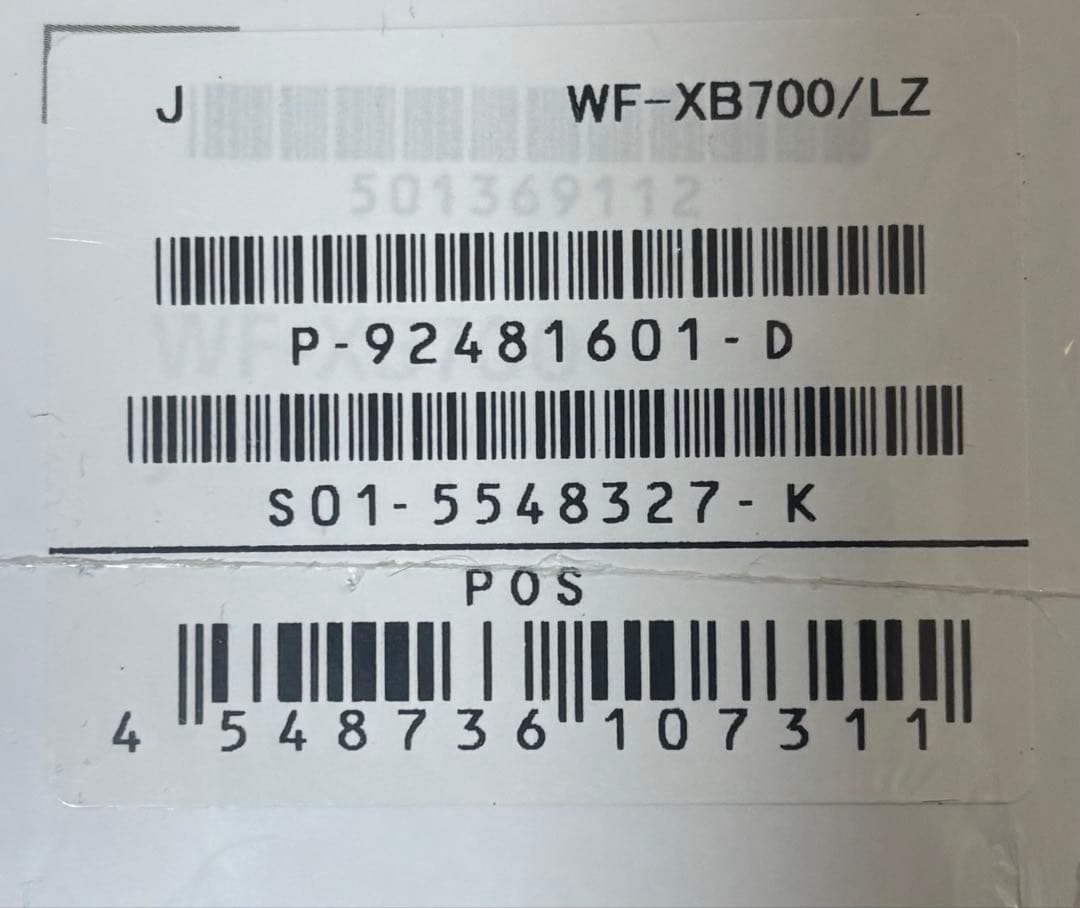 J WF-XB700/LZ
501369112
P-92481601-D
S01-5548327-K
POS
4 548736 107311